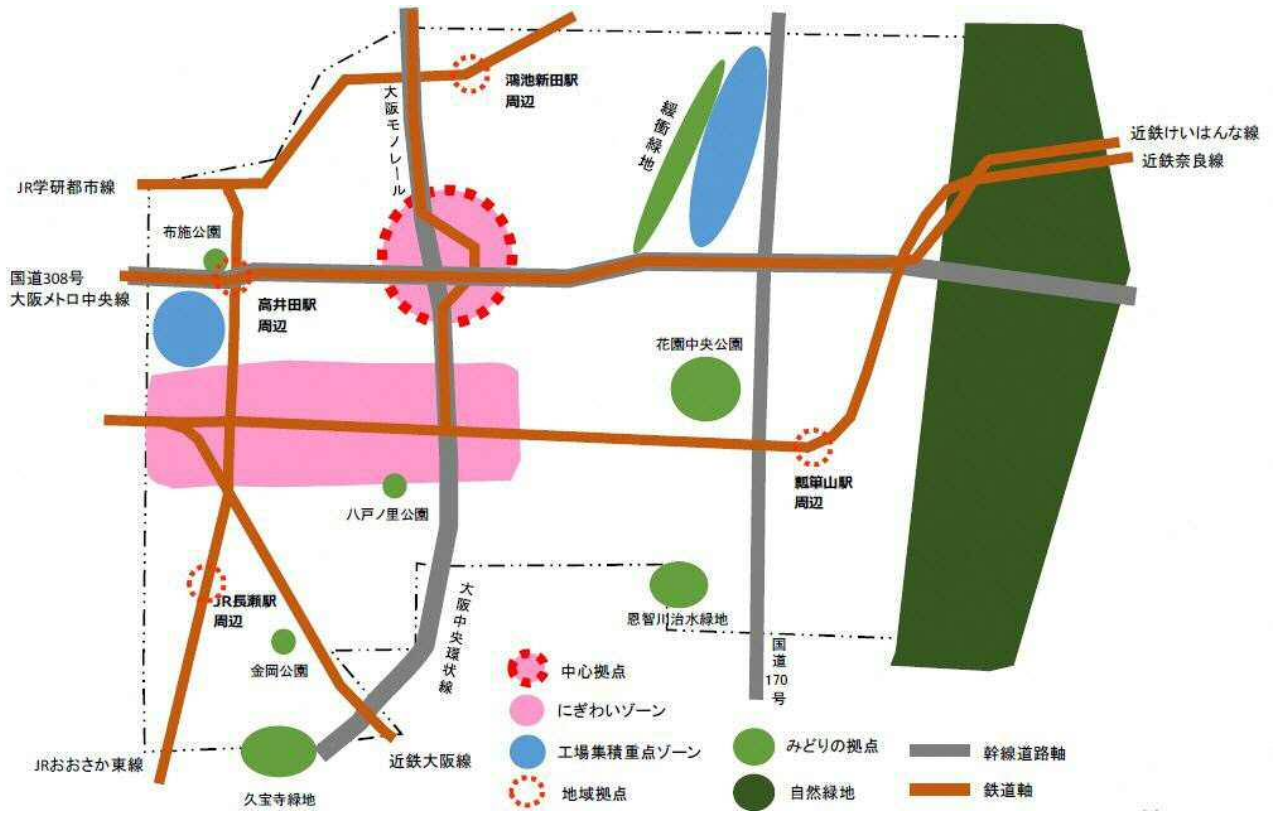 鴻池新田駅
周辺
大阪モノレール
緩衝緑地
近鉄けいはんな線
近鉄奈良線
JR学研都市線
布施公園
国道308号
大阪メトロ中央線
高井田駅
周辺
花園中央公園
瓢箪山駅
周辺
八戸ノ里公園
JR長瀬駅
周辺
恩智川治水緑地
大阪中央環状線
国道170号
金岡公園
中心拠点
にぎわいゾーン
工場集積重点ゾーン
地域拠点
みどりの拠点
自然緑地
幹線道路軸
鉄道軸
JRおおさか東線
近鉄大阪線
久宝寺緑地